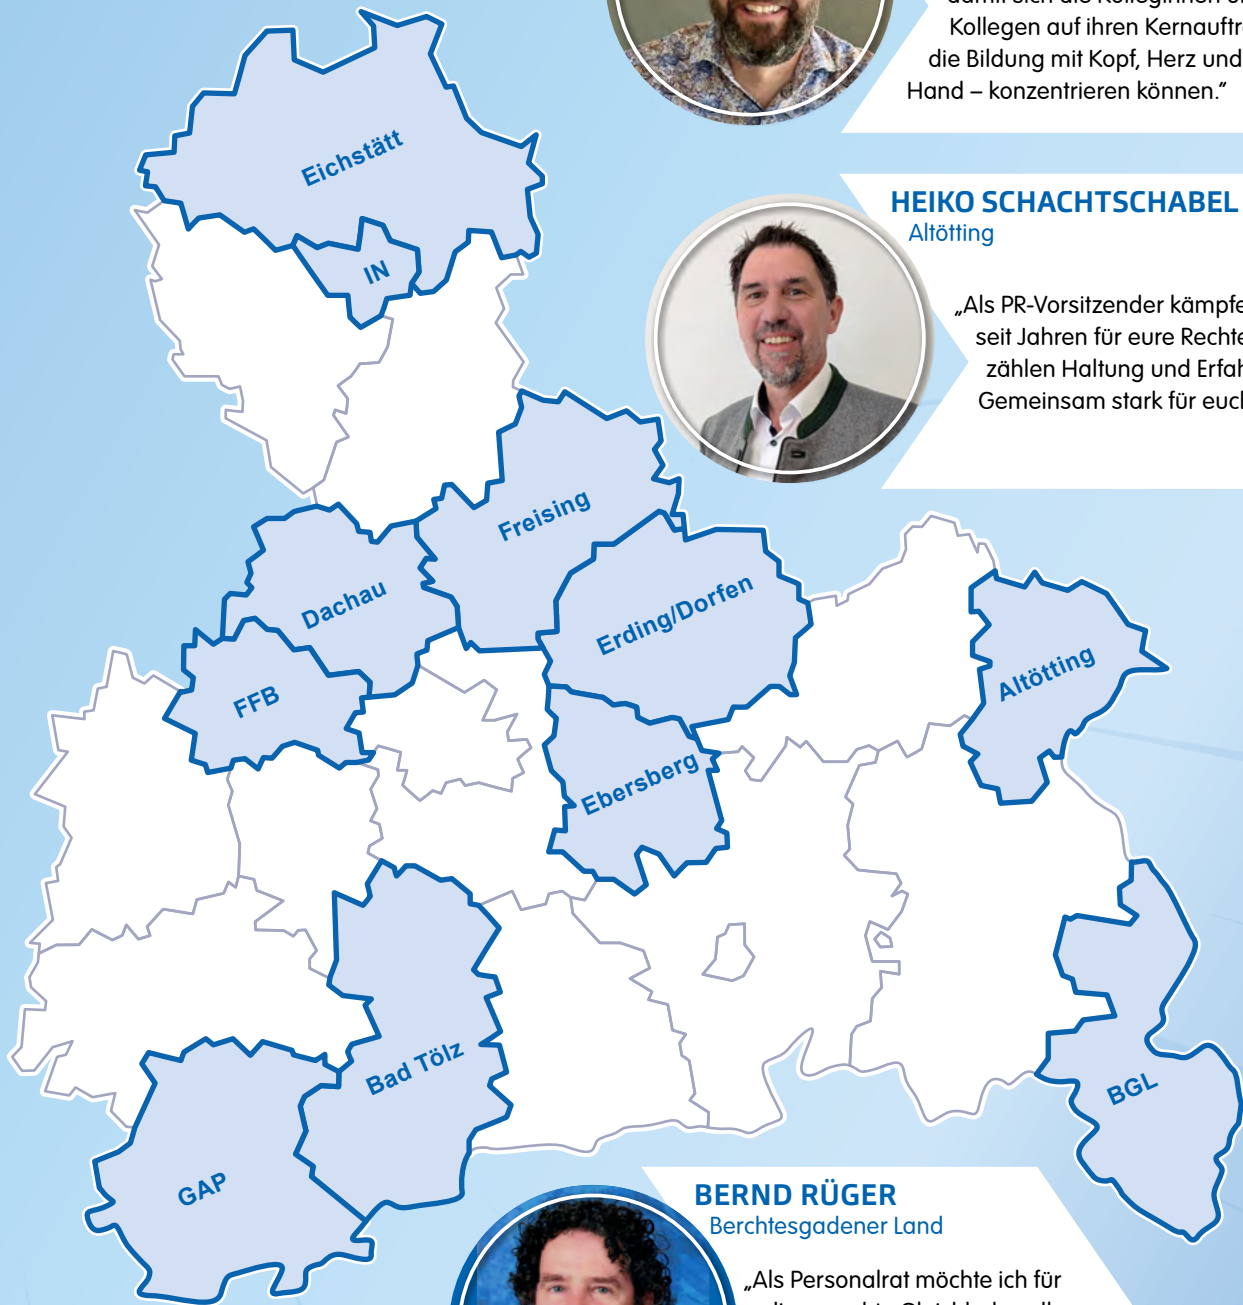 Kollegen auf ihren Kernauftra
die Bildung mit Kopf, Herz und
Hand – konzentrieren können.“
HEIKO SCHACHTSCHABEL
Altötting
„Als PR-Vorsitzender kämpfe
seit Jahren für eure Rechte
zählen Haltung und Erfah
Gemeinsam stark für euch
Eichstätt
IN
Freising
Dachau
Erding/Dorfen
Altötting
FFB
Ebersberg
Bad Tölz
BGL
GAP
BERND RÜGER
Berchtesgadener Land
„Als Personalrat möchte ich für